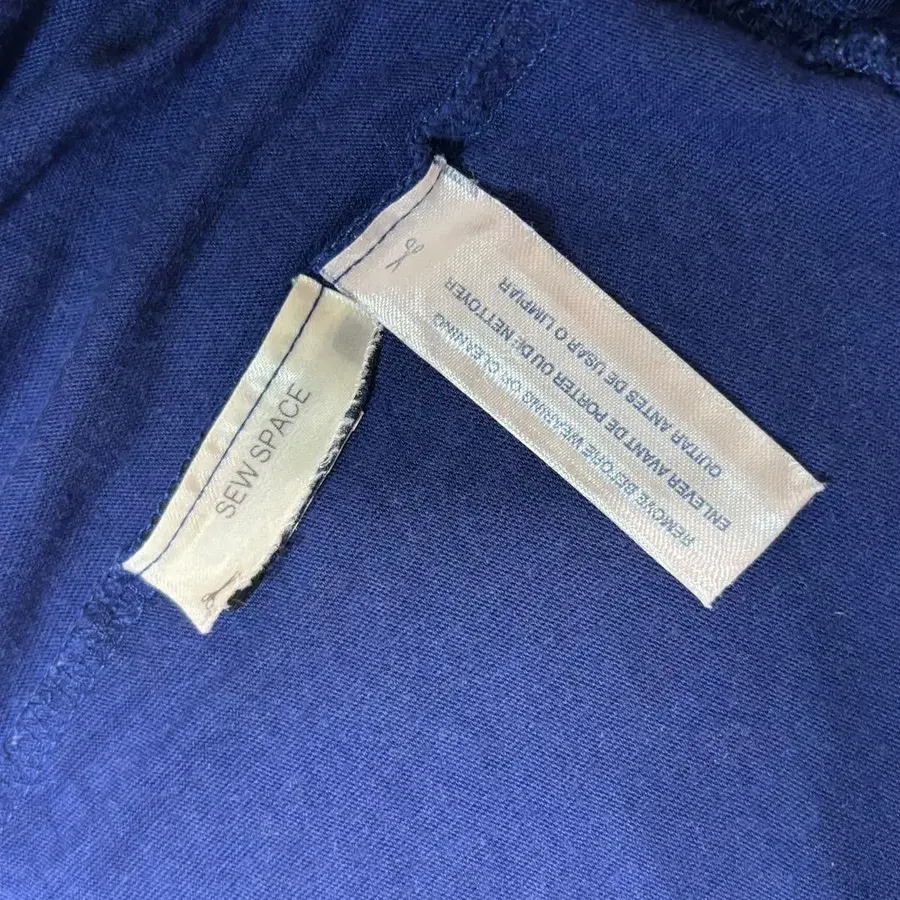 SEW SPACE
REMOVE BEFORE WEARING OR CLEANING
ENLEVER AVANT DE PORTER OU DE NETTOYER
QUITAR ANTES DE USAR O LIMPIAR